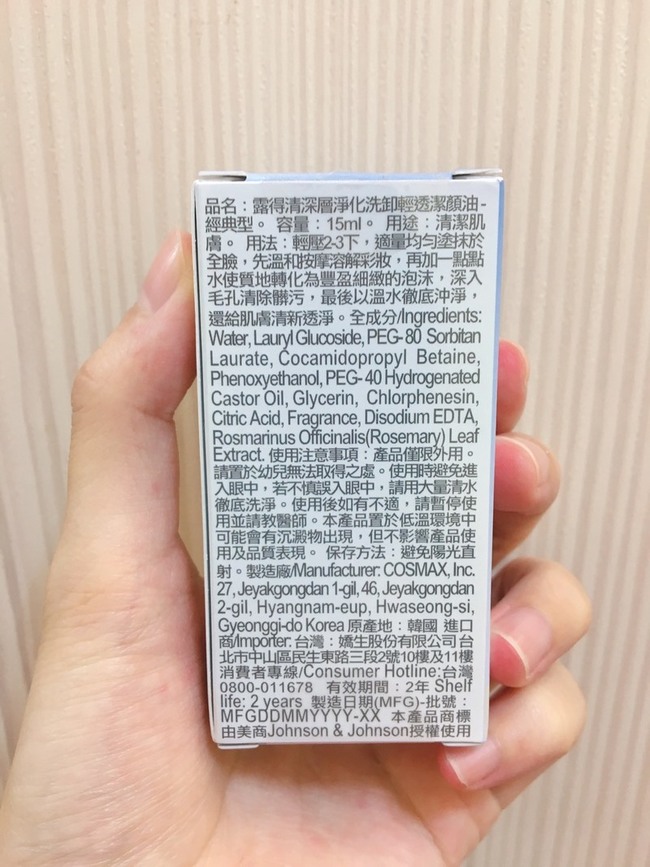 品名：露得清深層淨化洗卸輕透潔顏油-
經典型。 容量：15ml。 用途：清潔肌
膚。 用法：輕壓2-3下，適量均勻塗抹於
全臉，先溫和按摩溶解彩妝，再加一點點
水使質地轉化為豐盈細緻的泡沫，深入
毛孔清除髒污，最後以溫水徹底沖淨，
還給肌膚清新透淨。全成分/Ingredients:
Water, Lauryl Glucoside, PEG-80 Sorbitan
Laurate, Cocamidopropyl Betaine,
Phenoxyethanol, PEG-40 Hydrogenated
Castor Oil, Glycerin, Chlorphenesin,
Citric Acid, Fragrance, Disodium EDTA,
Rosmarinus Officinalis(Rosemary) Leaf
Extract. 使用注意事項：產品僅限外用。
請置於幼兒無法取得之處。使用時避免進
入眼中，若不慎誤入眼中，請用大量清水
徹底洗淨。使用後如有不適，請暫停使
用並請教醫師。本產品置於低溫環境中
可能會有沉澱物出現，但不影響產品使
用及品質表現。 保存方法：避免陽光直
射。製造廠/Manufacturer: COSMAX, Inc.
27, Jeyakgongdan 1-gil, 46, Jeyakgongdan
2-gil, Hyangnam-eup, Hwaseong-si,
Gyeonggi-do Korea 原產地：韓國 進口
商/Importer: 台灣：嬌生股份有限公司 台
北市中山區民生東路三段2號10樓及11樓
消費者專線/Consumer Hotline:台灣
0800-011678 有效期間：2年 Shelf
life: 2 years 製造日期(MFG)-批號：
MFGDDMMYYYY-XX 本產品商標
由美商Johnson & Johnson授權使用